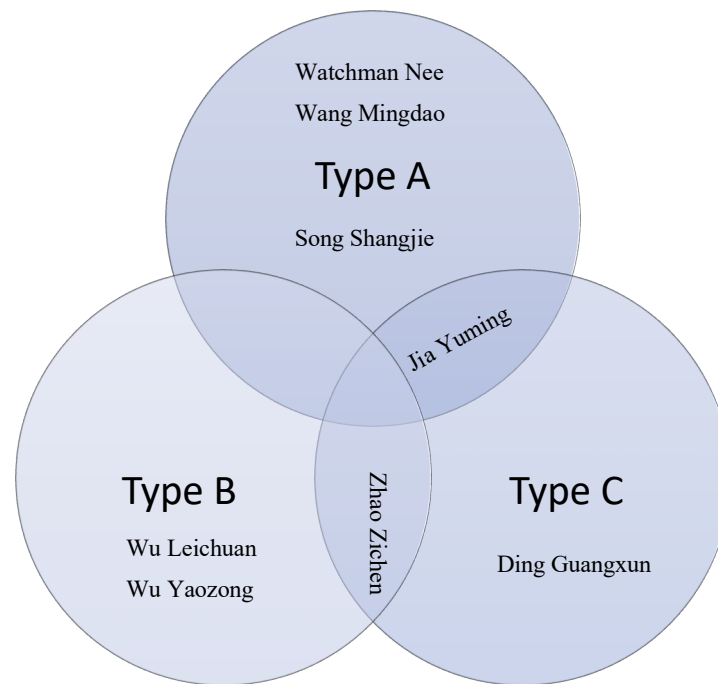 Watchman Nee
Wang Mingdao
Type A
Song Shangjie
Jia Yuming
Type B
Wu Leichuan
Wu Yaozong
Zhao Zichen
Type C
Ding Guangxun